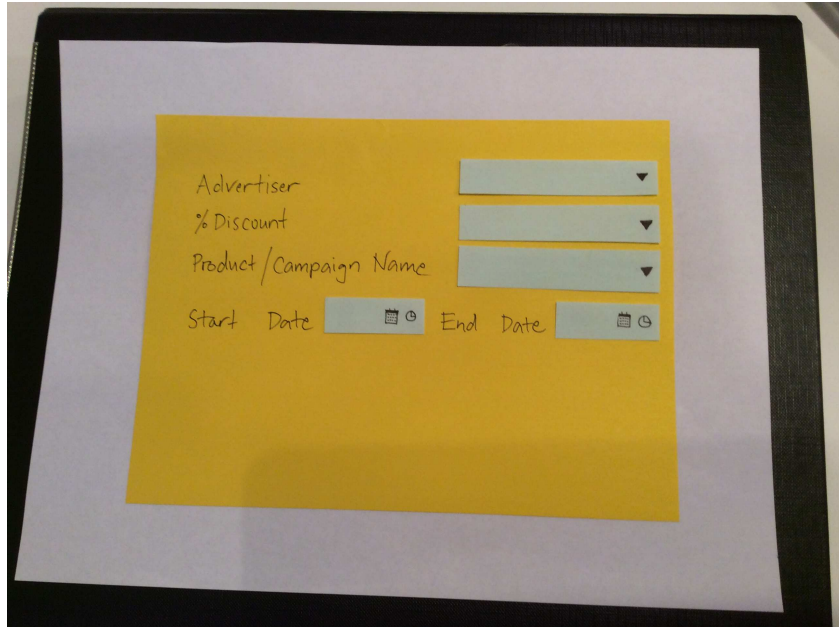 Advertiser
% Discount
Product/Campaign Name
Start Date End Date